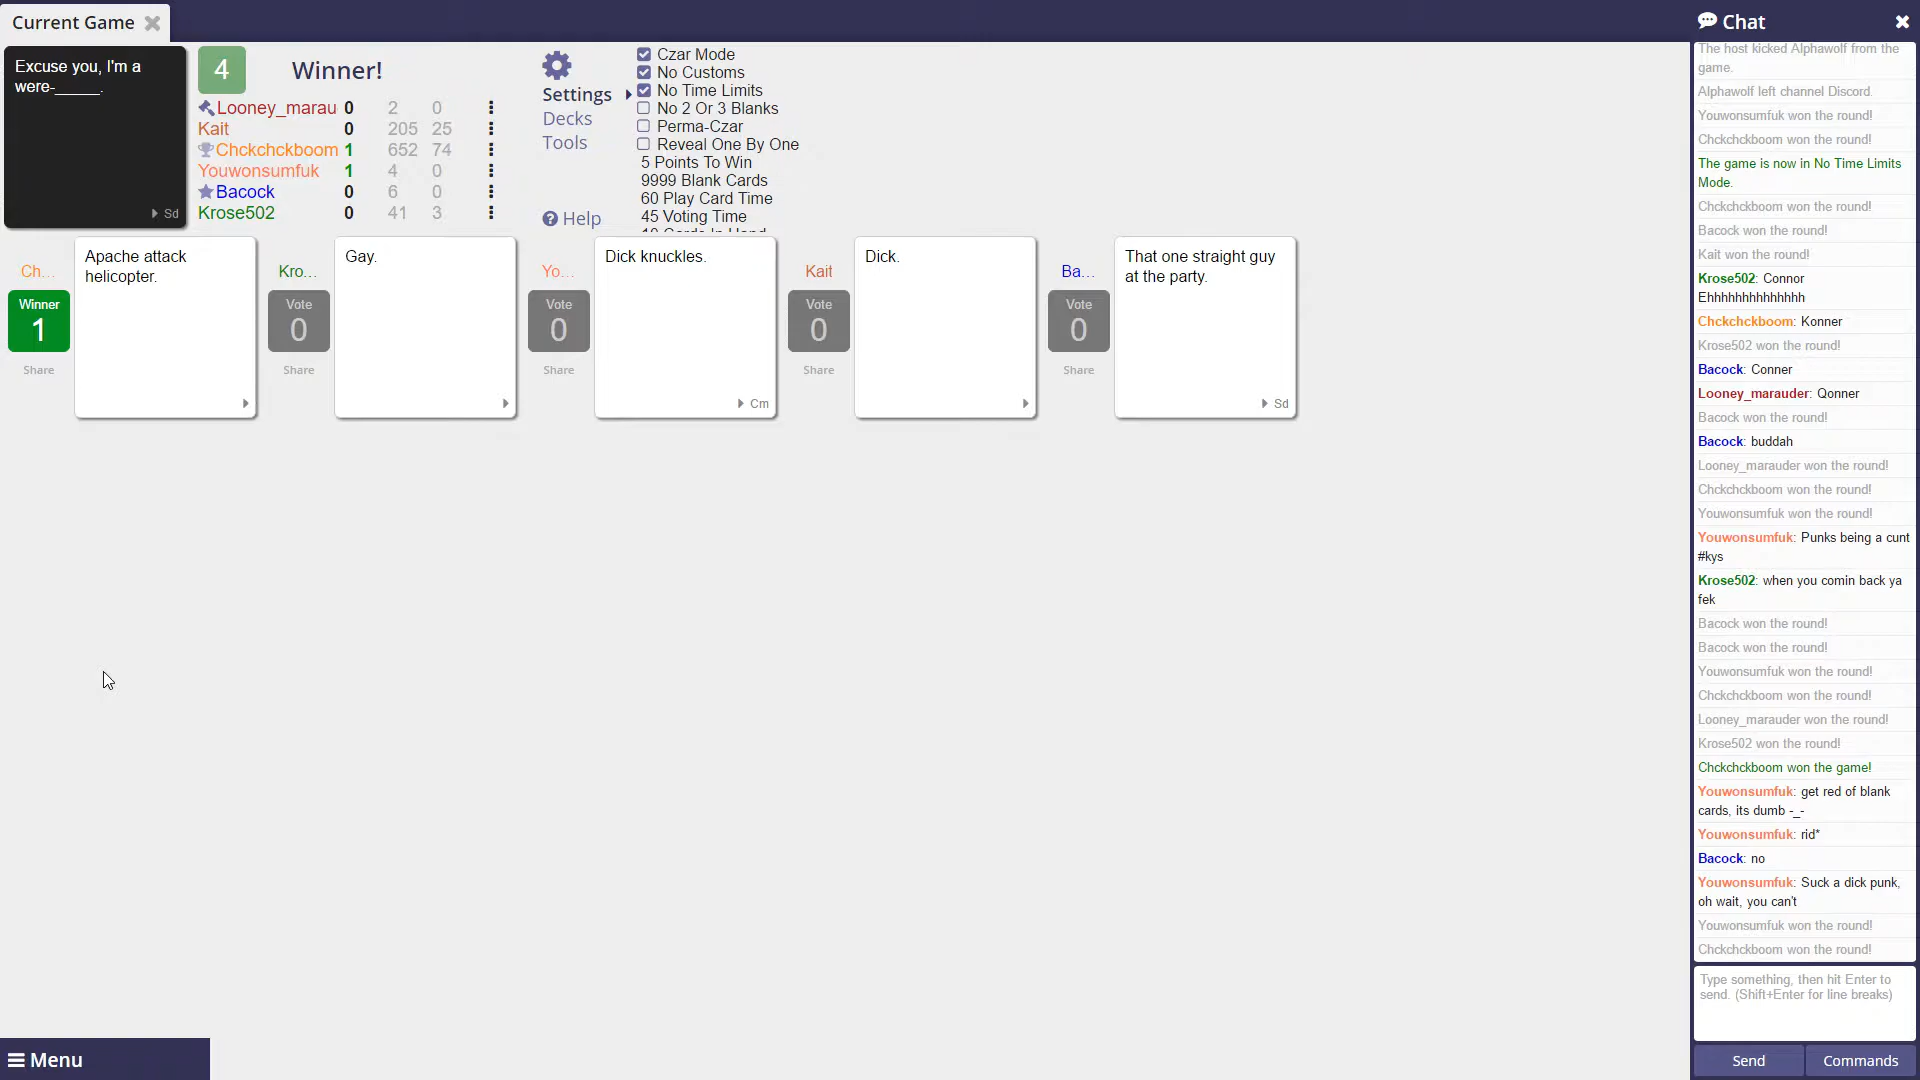 Current Game
Excuse you, I'm a
were-_____.
Sd
4
Winner!
Looney_marau 0 2 0
Kait 0 205 25
Chckchckboom 1 652 74
Youwonsumfuk 1 4 0
Bacock 0 6 0
Krose502 0 41 3
Settings
Decks
Tools
Help
Czar Mode
No Customs
No Time Limits
No 2 Or 3 Blanks
Perma-Czar
Reveal One By One
5 Points To Win
9999 Blank Cards
60 Play Card Time
45 Voting Time
10 Cards In Hand
Ch...
Winner
1
Share
Apache attack
helicopter.
Kro...
Vote
0
Share
Gay.
Yo...
Vote
0
Share
Dick knuckles.
Cm
Kait
Vote
0
Share
Dick.
Ba...
Vote
0
Share
That one straight guy
at the party.
Sd
Menu
Chat
The host kicked Alphawolf from the
game.
Alphawolf left channel Discord.
Youwonsumfuk won the round!
Chckchckboom won the round!
The game is now in No Time Limits
Mode.
Chckchckboom won the round!
Bacock won the round!
Kait won the round!
Krose502: Connor
Ehhhhhhhhhhhhhh
Chckchckboom: Konner
Krose502 won the round!
Bacock: Conner
Looney_marauder: Qonner
Bacock won the round!
Bacock: buddah
Looney_marauder won the round!
Chckchckboom won the round!
Youwonsumfuk won the round!
Youwonsumfuk: Punks being a cunt
#kys
Krose502: when you comin back ya
fek
Bacock won the round!
Bacock won the round!
Youwonsumfuk won the round!
Chckchckboom won the round!
Looney_marauder won the round!
Krose502 won the round!
Chckchckboom won the game!
Youwonsumfuk: get red of blank
cards, its dumb -_-
Youwonsumfuk: rid*
Bacock: no
Youwonsumfuk: Suck a dick punk,
oh wait, you can't
Youwonsumfuk won the round!
Chckchckboom won the round!
Type something, then hit Enter to
send. (Shift+Enter for line breaks)
Send
Commands